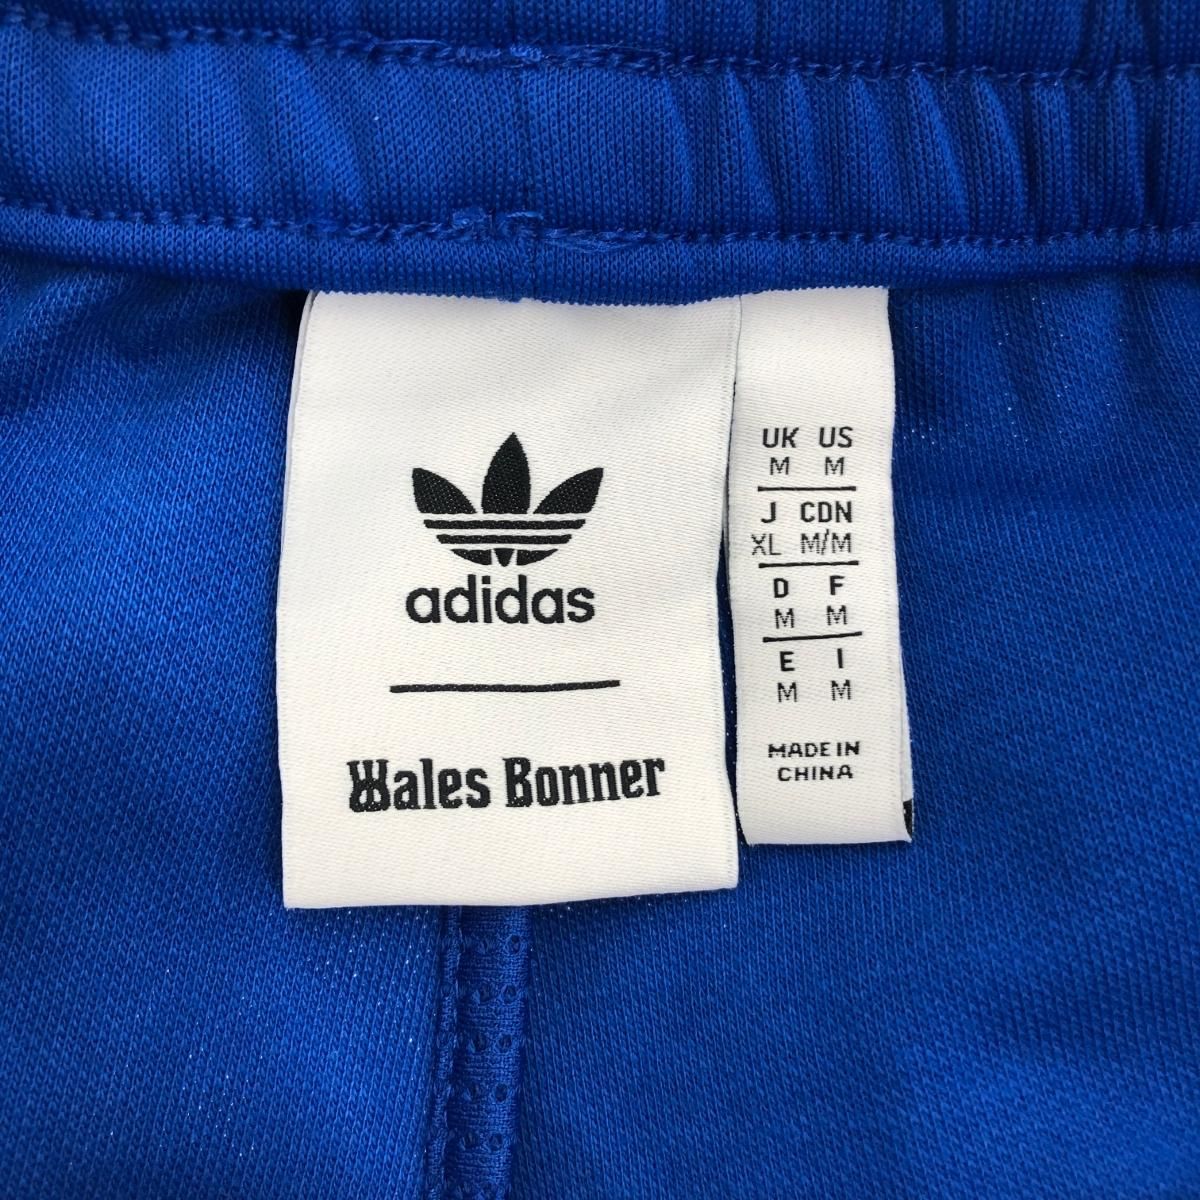 adidas
Wales Bonner
UK US
M M
J CDN
XL M/M
D F
M M
E I
M M
MADE IN
CHINA